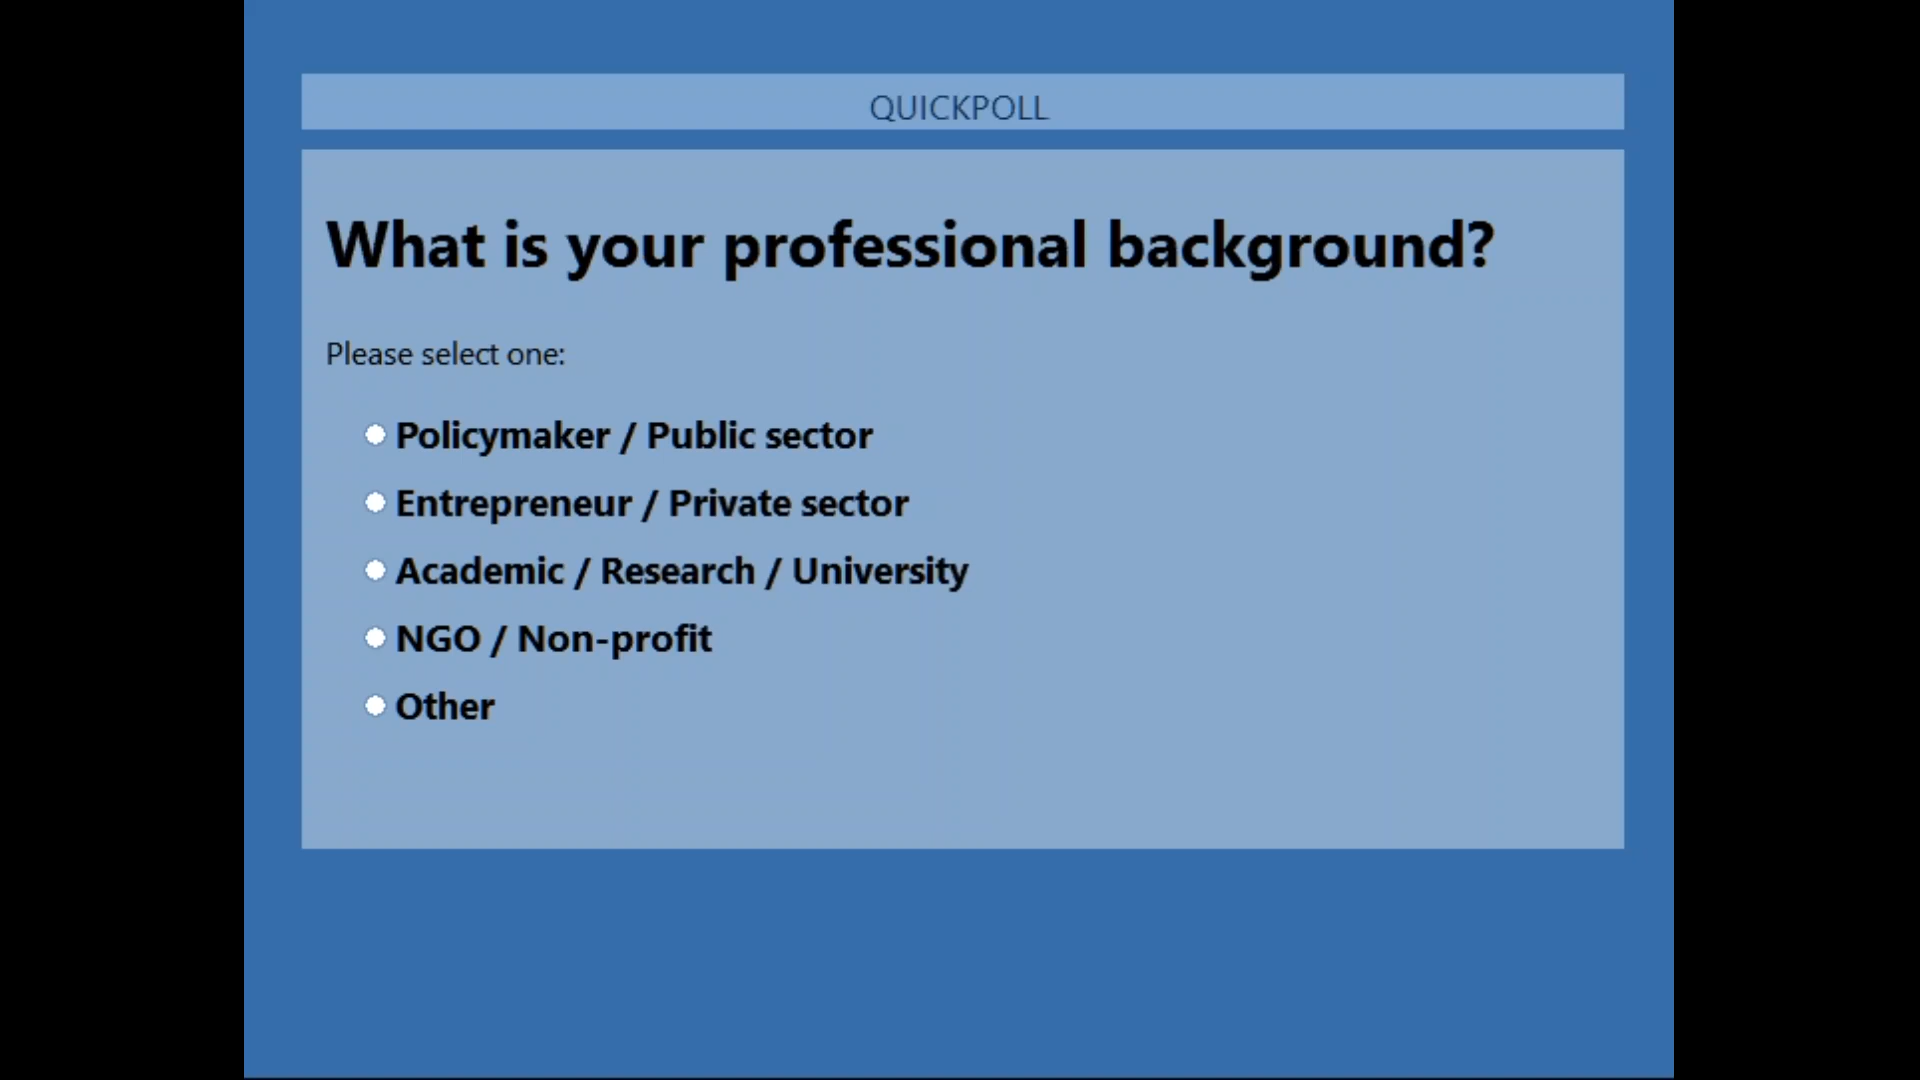 QUICKPOLL
What is your professional background?
Please select one:
Policymaker / Public sector
Entrepreneur / Private sector
Academic / Research / University
NGO / Non-profit
Other